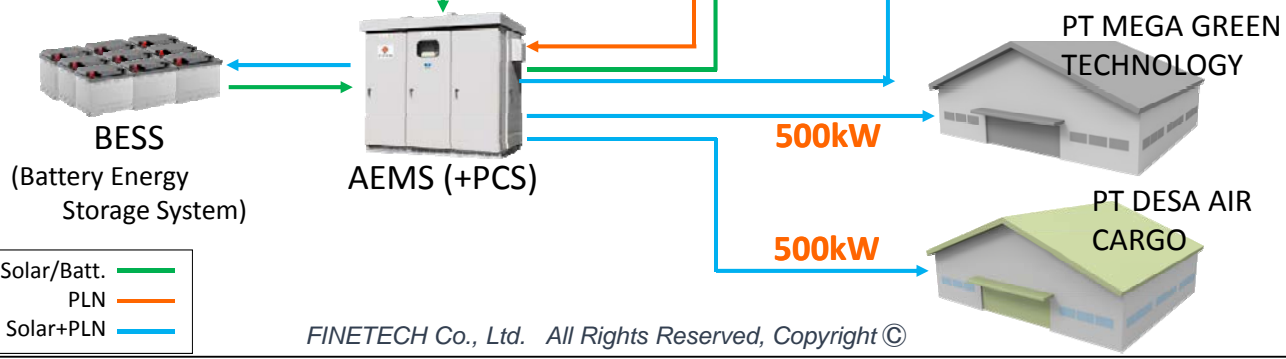 PT MEGA GREEN
TECHNOLOGY
500kW
BESS
(Battery Energy
Storage System)
AEMS (+PCS)
PT DESA AIR
CARGO
500kW
Solar/Batt.
PLN
Solar+PLN
FINETECH Co., Ltd. All Rights Reserved, Copyright Ⓒ